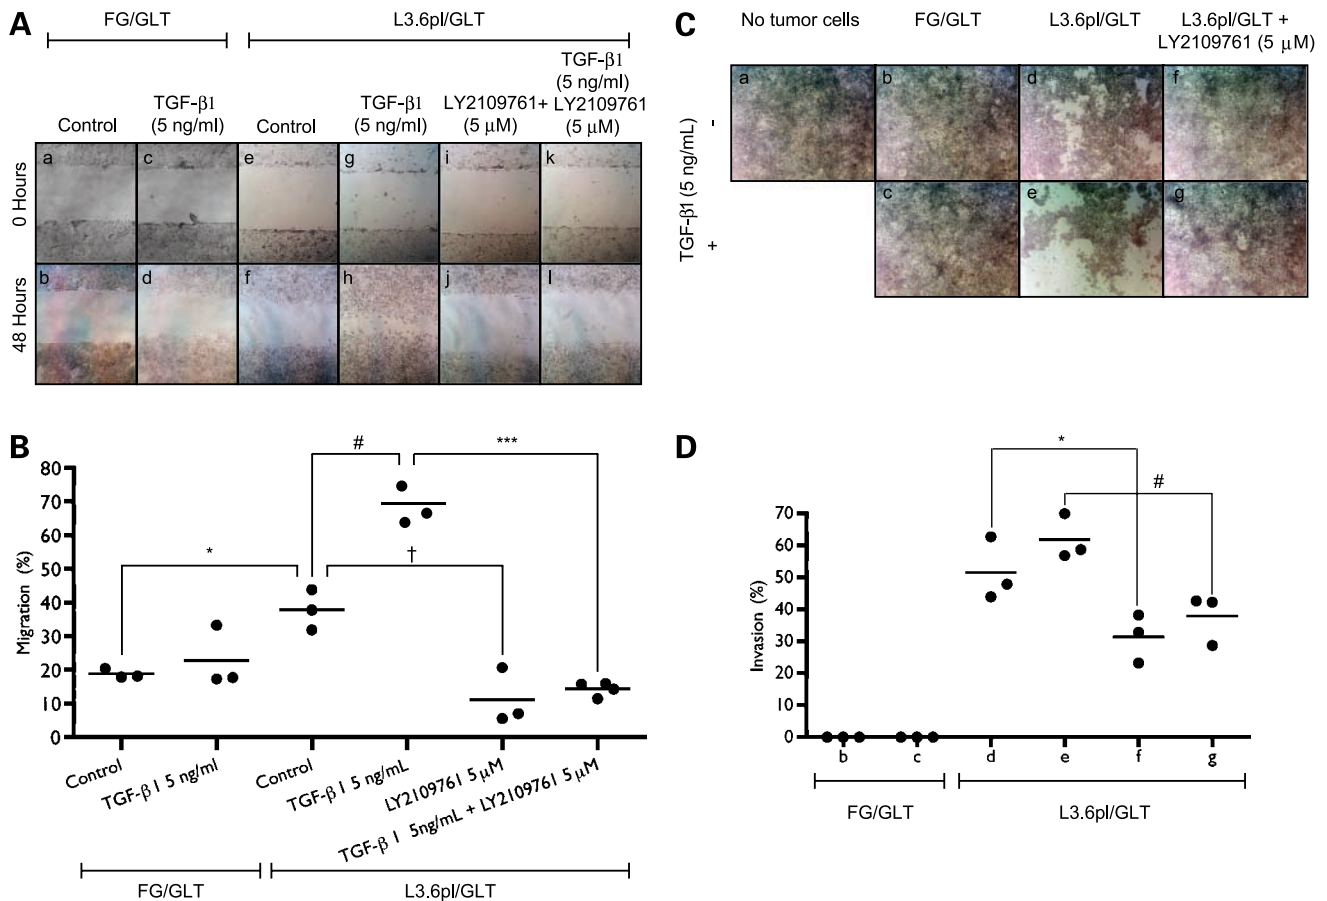 A
FG/GLT
L3.6pl/GLT
Control
TGF-β1
(5 ng/ml)
Control
TGF-β1
(5 ng/ml)
LY2109761
(5 μM)
TGF-β1
(5 ng/ml)
+ LY2109761
(5 μM)
0 Hours
a
c
e
g
i
k
48 Hours
b
d
f
h
j
l
B
Migration (%)
80
70
60
50
40
30
20
10
0
*
#
***
†
Control
TGF-β1 5 ng/ml
Control
TGF-β1 5 ng/mL
LY2109761 5 μM
TGF-β1 5ng/mL + LY2109761 5 μM
FG/GLT
L3.6pl/GLT
C
No tumor cells
FG/GLT
L3.6pl/GLT
L3.6pl/GLT +
LY2109761 (5 μM)
TGF-β1 (5 ng/mL)
-
+
a
b
d
f
c
e
g
D
Invasion (%)
70
60
50
40
30
20
10
0
*
#
b
c
d
e
f
g
FG/GLT
L3.6pl/GLT